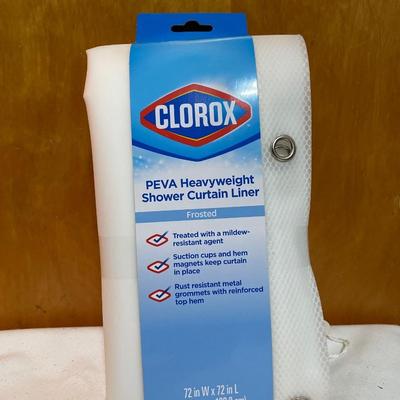 CLOROX
PEVA Heavyweight
Shower Curtain Liner
Frosted
Treated with a mildew-
resistant agent
Suction cups and hem
magnets keep curtain
in place
Rust resistant metal
grommets with reinforced
top hem
72 in W x 72 in L